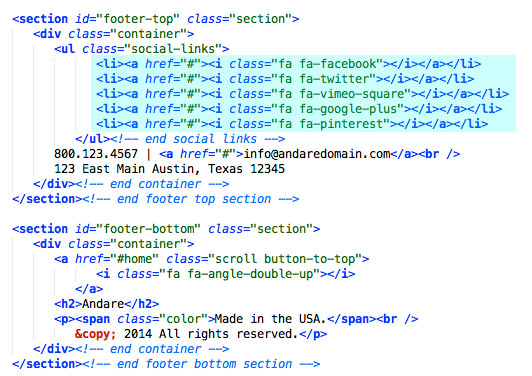 <section id="footer-top" class="section">
<div class="container">
<ul class="social-links">
<li><a href="#"><i class="fa fa-facebook"></i></a></li>
<li><a href="#"><i class="fa fa-twitter"></i></a></li>
<li><a href="#"><i class="fa fa-vimeo-square"></i></a></li>
<li><a href="#"><i class="fa fa-google-plus"></i></a></li>
<li><a href="#"><i class="fa fa-pinterest"></i></a></li>
</ul><!-- end social links -->
800.123.4567 | <a href="#">info@andaredomain.com</a><br />
123 East Main Austin, Texas 12345
</div><!-- end container -->
</section><!-- end footer top section -->
<section id="footer-bottom" class="section">
<div class="container">
<a href="#home" class="scroll button-to-top">
<i class="fa fa-angle-double-up"></i>
</a>
<h2>Andare</h2>
<p><span class="color">Made in the USA.</span><br />
&copy; 2014 All rights reserved.</p>
</div><!-- end container -->
</section><!-- end footer bottom section -->